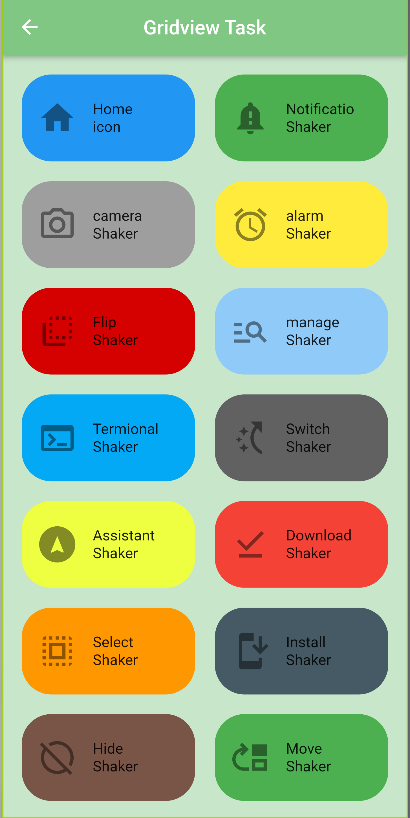 Gridview Task
Home
icon
Notificatio
Shaker
camera
Shaker
alarm
Shaker
Flip
Shaker
manage
Shaker
Termional
Shaker
Switch
Shaker
Assistant
Shaker
Download
Shaker
Select
Shaker
Install
Shaker
Hide
Shaker
Move
Shaker